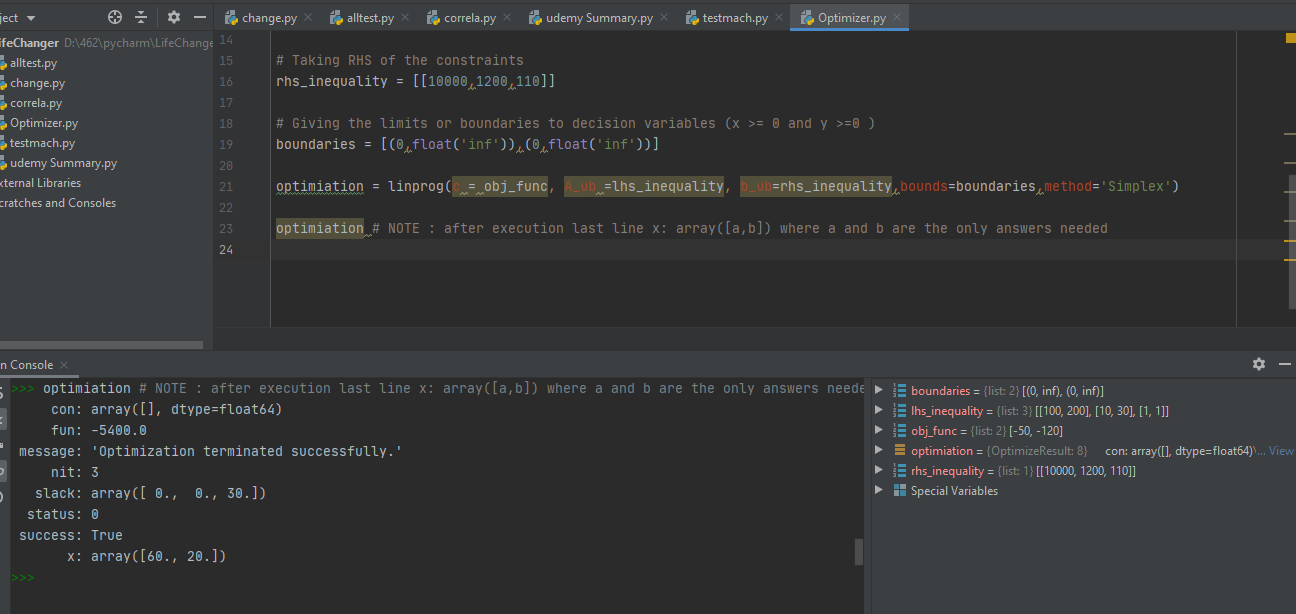 ject
change.py
alltest.py
correla.py
udemy Summary.py
testmach.py
Optimizer.py
ifeChanger D:\462\pycharm\LifeChange
alltest.py
change.py
correla.py
Optimizer.py
testmach.py
udemy Summary.py
xternal Libraries
cratches and Consoles
14
15 # Taking RHS of the constraints
16 rhs_inequality = [[10000,1200,110]]
17
18 # Giving the limits or boundaries to decision variables (x >= 0 and y >=0 )
19 boundaries = [(0,float('inf')),(0,float('inf'))]
20
21 optimiation = linprog(c = obj_func, A_ub =lhs_inequality, b_ub=rhs_inequality,bounds=boundaries,method='Simplex')
22
23 optimiation # NOTE : after execution last line x: array([a,b]) where a and b are the only answers needed
24
n Console
>>> optimiation # NOTE : after execution last line x: array([a,b]) where a and b are the only answers neede
con: array([], dtype=float64)
fun: -5400.0
message: 'Optimization terminated successfully.'
nit: 3
slack: array([ 0., 0., 30.])
status: 0
success: True
x: array([60., 20.])
>>>
boundaries = {list: 2} [(0, inf), (0, inf)]
lhs_inequality = {list: 3} [[100, 200], [10, 30], [1, 1]]
obj_func = {list: 2} [-50, -120]
optimiation = {OptimizeResult: 8} con: array([], dtype=float64)\... View
rhs_inequality = {list: 1} [[10000, 1200, 110]]
Special Variables